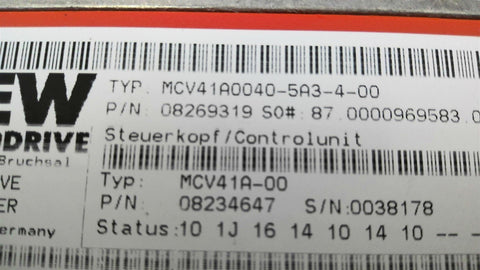 TYP. MCV41A0040-5A3-4-00
P/N: 08269319 SO#: 87.0000969583.0
EW
DRIVE
Steuerkopf/Controlunit
Bruchsal
Typ: MCV41A-00
VE
P/N: 08234647 S/N:0038178
ER
Status:10 1J 16 14 10 14 10 -- --
ermany